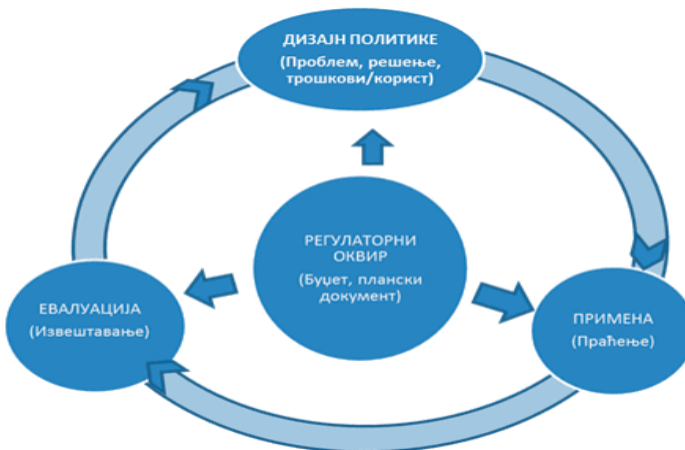 ДИЗАЈН ПОЛИТИКЕ
(Проблем, решење,
трошкови/корист)
РЕГУЛАТОРНИ
ОКВИР
(Буџет, плански
документ)
ЕВАЛУАЦИЈА
(Извештавање)
ПРИМЕНА
(Праћење)